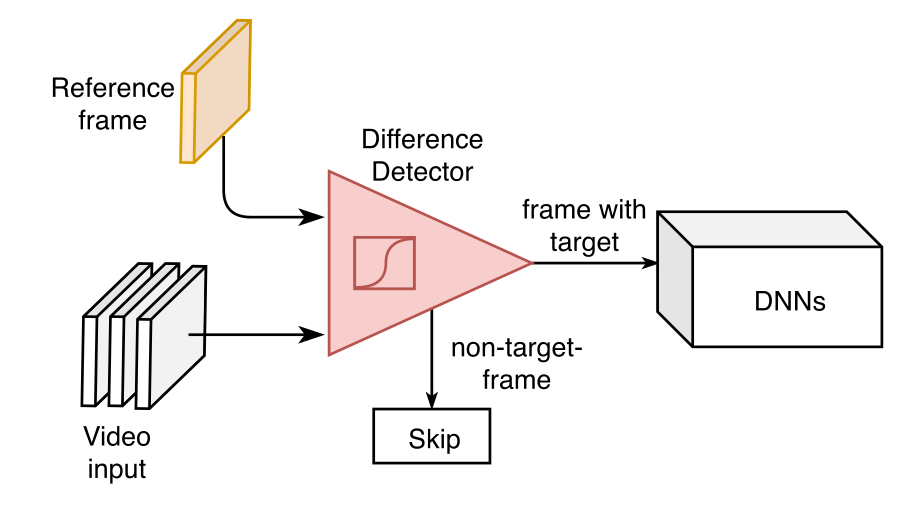 Reference
frame
Difference
Detector
frame with
target
DNNs
non-target-
frame
Skip
Video
input